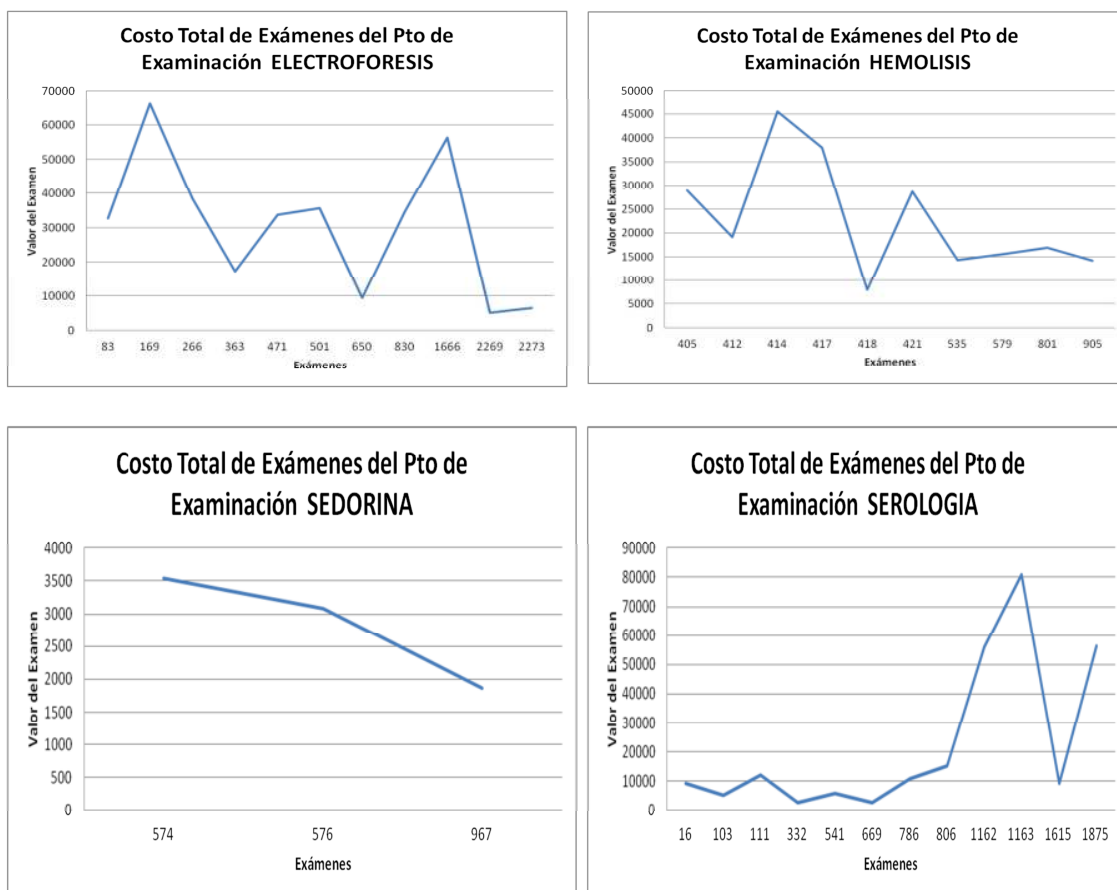 Costo Total de Exámenes del Pto de
Examinación ELECTROFORESIS
Valor del Examen
70000
60000
50000
40000
30000
20000
10000
0
83 169 266 363 471 501 650 830 1666 2269 2273
Exámenes
Costo Total de Exámenes del Pto de
Examinación HEMOLISIS
Valor del Examen
50000
45000
40000
35000
30000
25000
20000
15000
10000
5000
0
405 412 414 417 418 421 535 579 801 905
Exámenes
Costo Total de Exámenes del Pto de
Examinación SEDORINA
Valor del Examen
4000
3500
3000
2500
2000
1500
1000
500
0
574 576 967
Exámenes
Costo Total de Exámenes del Pto de
Examinación SEROLOGIA
Valor del Examen
90000
80000
70000
60000
50000
40000
30000
20000
10000
0
16 103 111 332 541 669 786 806 1162 1163 1615 1875
Exámenes